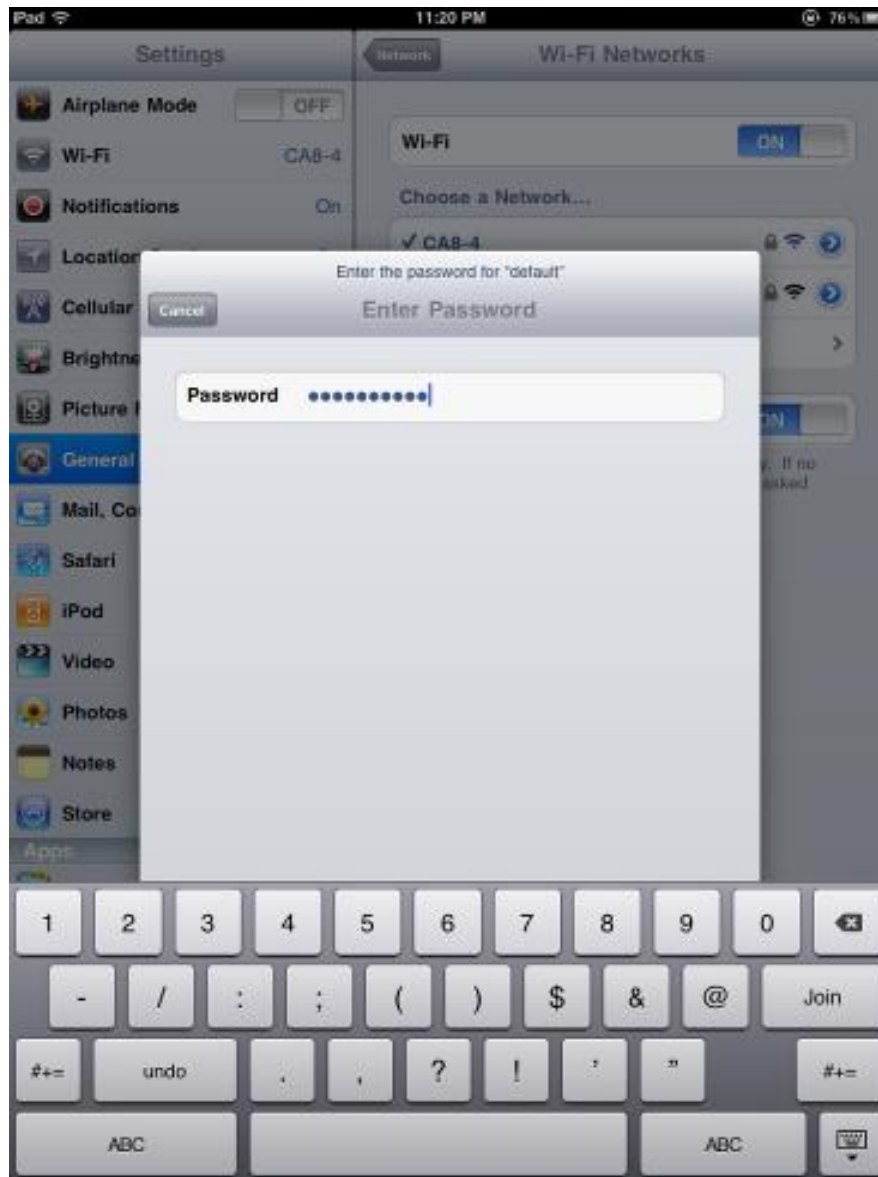 iPad 11:20 PM 76%
Settings
Network Wi-Fi Networks
Airplane Mode OFF
Wi-Fi CA8-4
Notifications On
Location
Cellular
Brightne
Picture
General
Mail, Co
Safari
iPod
Video
Photos
Notes
Store
Apps
Wi-Fi ON
Choose a Network...
✓ CA8-4
ON
y. If no
asked
Enter the password for "default"
Cancel Enter Password
Password ••••••••••
1 2 3 4 5 6 7 8 9 0
- / : ; ( ) $ & @ Join
#+= undo . , ? ! ' " #+=
ABC ABC